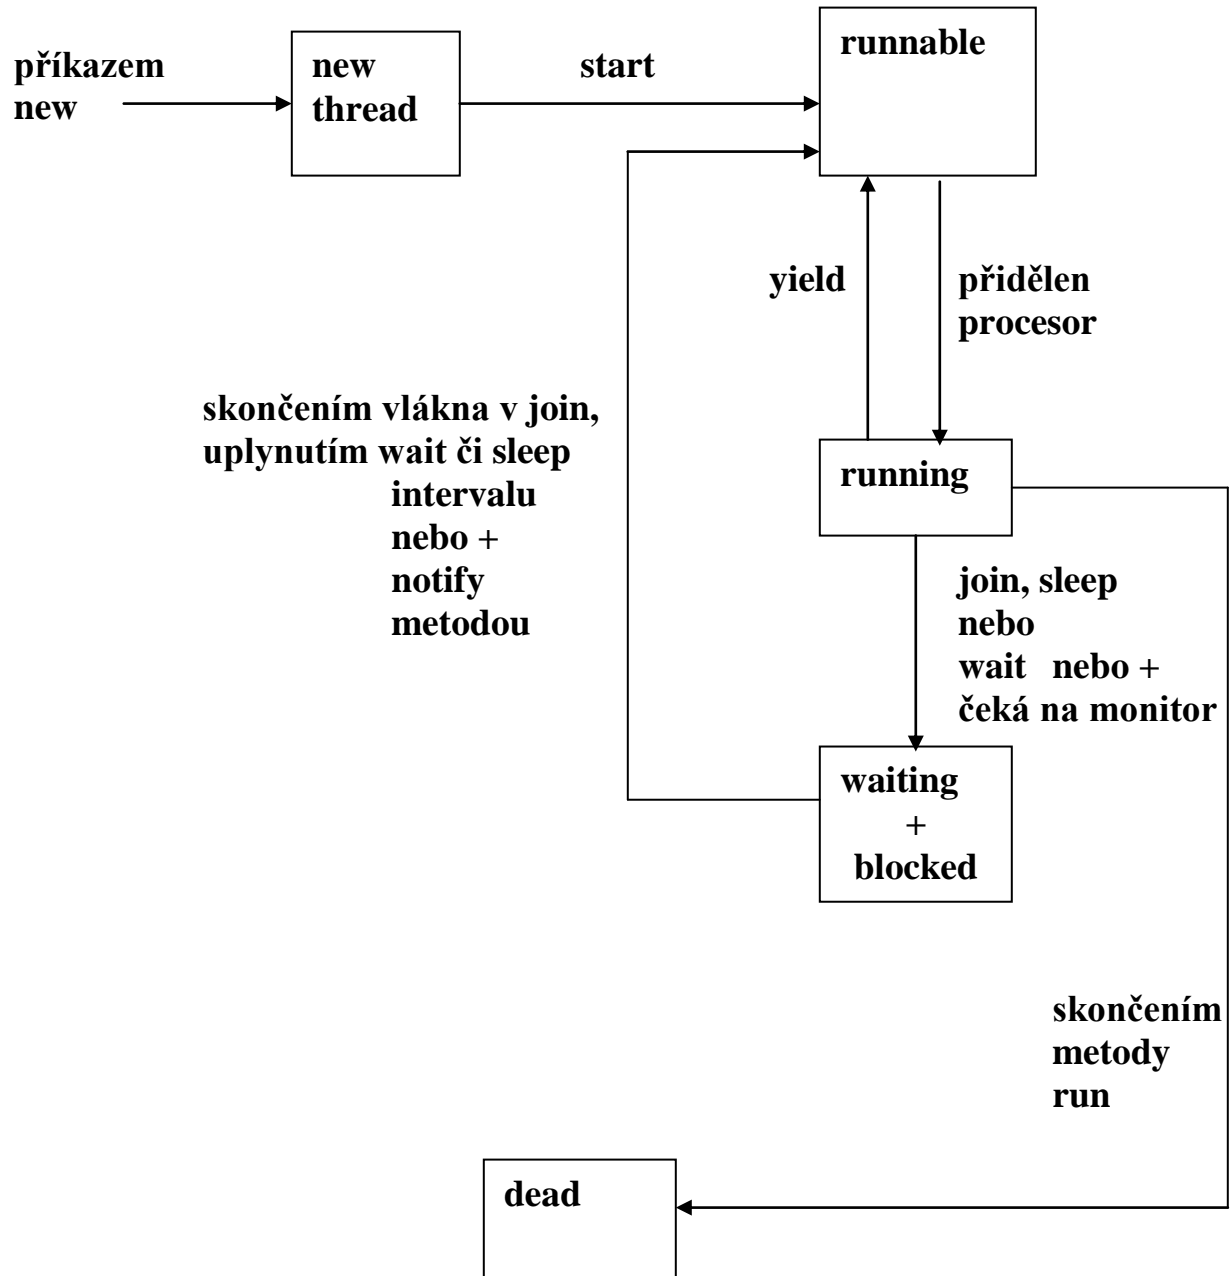 příkazem
new
new
thread
start
runnable
yield
přidělen
procesor
skončením vlákna v join,
uplynutím wait či sleep
intervalu
nebo +
notify
metodou
running
join, sleep
nebo
wait nebo +
čeká na monitor
waiting
+
blocked
skončením
metody
run
dead